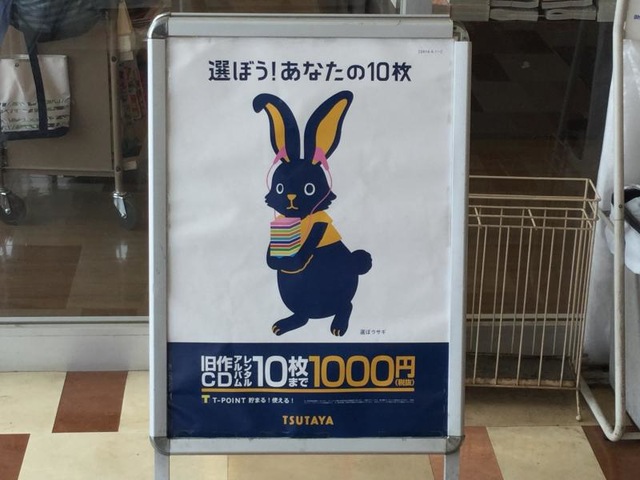 選ぼう!あなたの10枚
選ぼウサギ
旧作CD
レンタルアルバム
10枚まで1000円(税抜)
T-POINT 貯まる!使える!
TSUTAYA